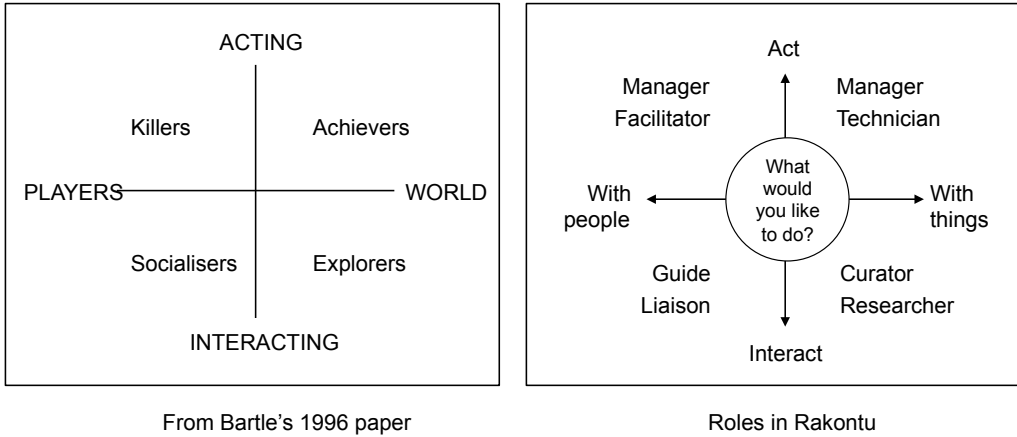 ACTING
Killers
Achievers
PLAYERS
WORLD
Socialisers
Explorers
INTERACTING
From Bartle's 1996 paper
Act
Manager
Facilitator
Manager
Technician
With
people
What
would
you like
to do?
With
things
Guide
Liaison
Curator
Researcher
Interact
Roles in Rakontu